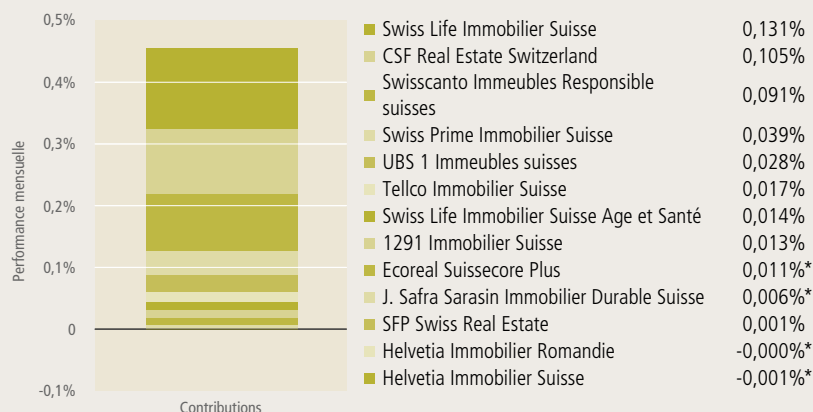 0,5%
0,4%
0,3%
0,2%
0,1%
0
-0,1%
Performance mensuelle
Contributions
Swiss Life Immobilier Suisse 0,131%
CSF Real Estate Switzerland 0,105%
Swisscanto Immeubles Responsible
suisses 0,091%
Swiss Prime Immobilier Suisse 0,039%
UBS 1 Immeubles suisses 0,028%
Tellco Immobilier Suisse 0,017%
Swiss Life Immobilier Suisse Age et Santé 0,014%
1291 Immobilier Suisse 0,013%
Ecoreal Suissecore Plus 0,011%*
J. Safra Sarasin Immobilier Durable Suisse 0,006%*
SFP Swiss Real Estate 0,001%
Helvetia Immobilier Romandie -0,000%*
Helvetia Immobilier Suisse -0,001%*